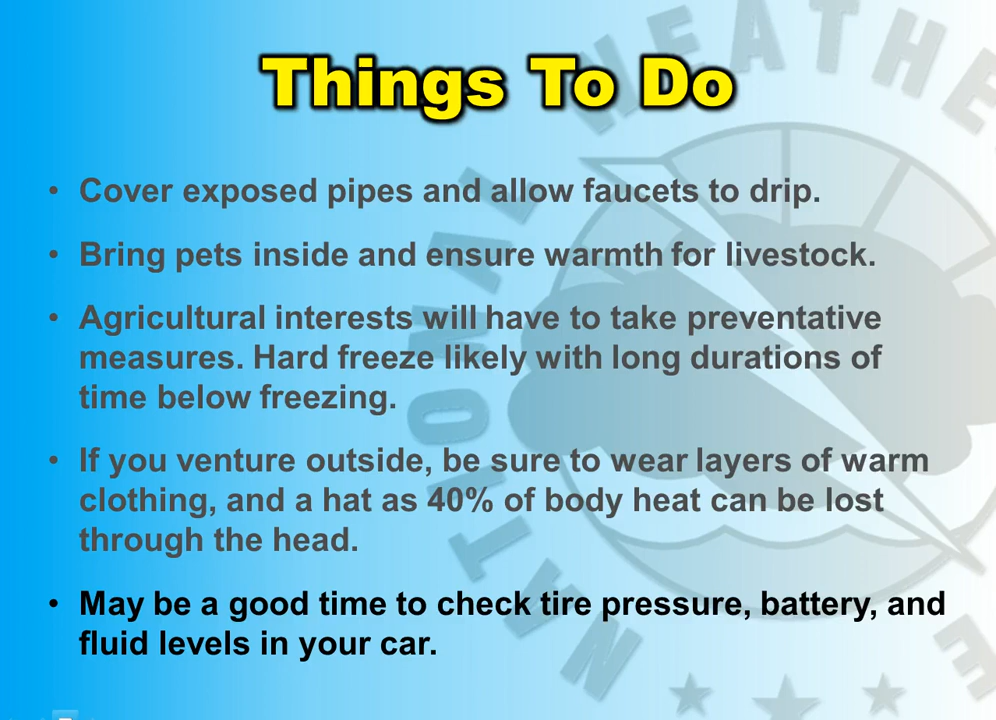 Things To Do
• Cover exposed pipes and allow faucets to drip.
• Bring pets inside and ensure warmth for livestock.
• Agricultural interests will have to take preventative
measures. Hard freeze likely with long durations of
time below freezing.
• If you venture outside, be sure to wear layers of warm
clothing, and a hat as 40% of body heat can be lost
through the head.
• May be a good time to check tire pressure, battery, and
fluid levels in your car.
NATIONAL WEATHE